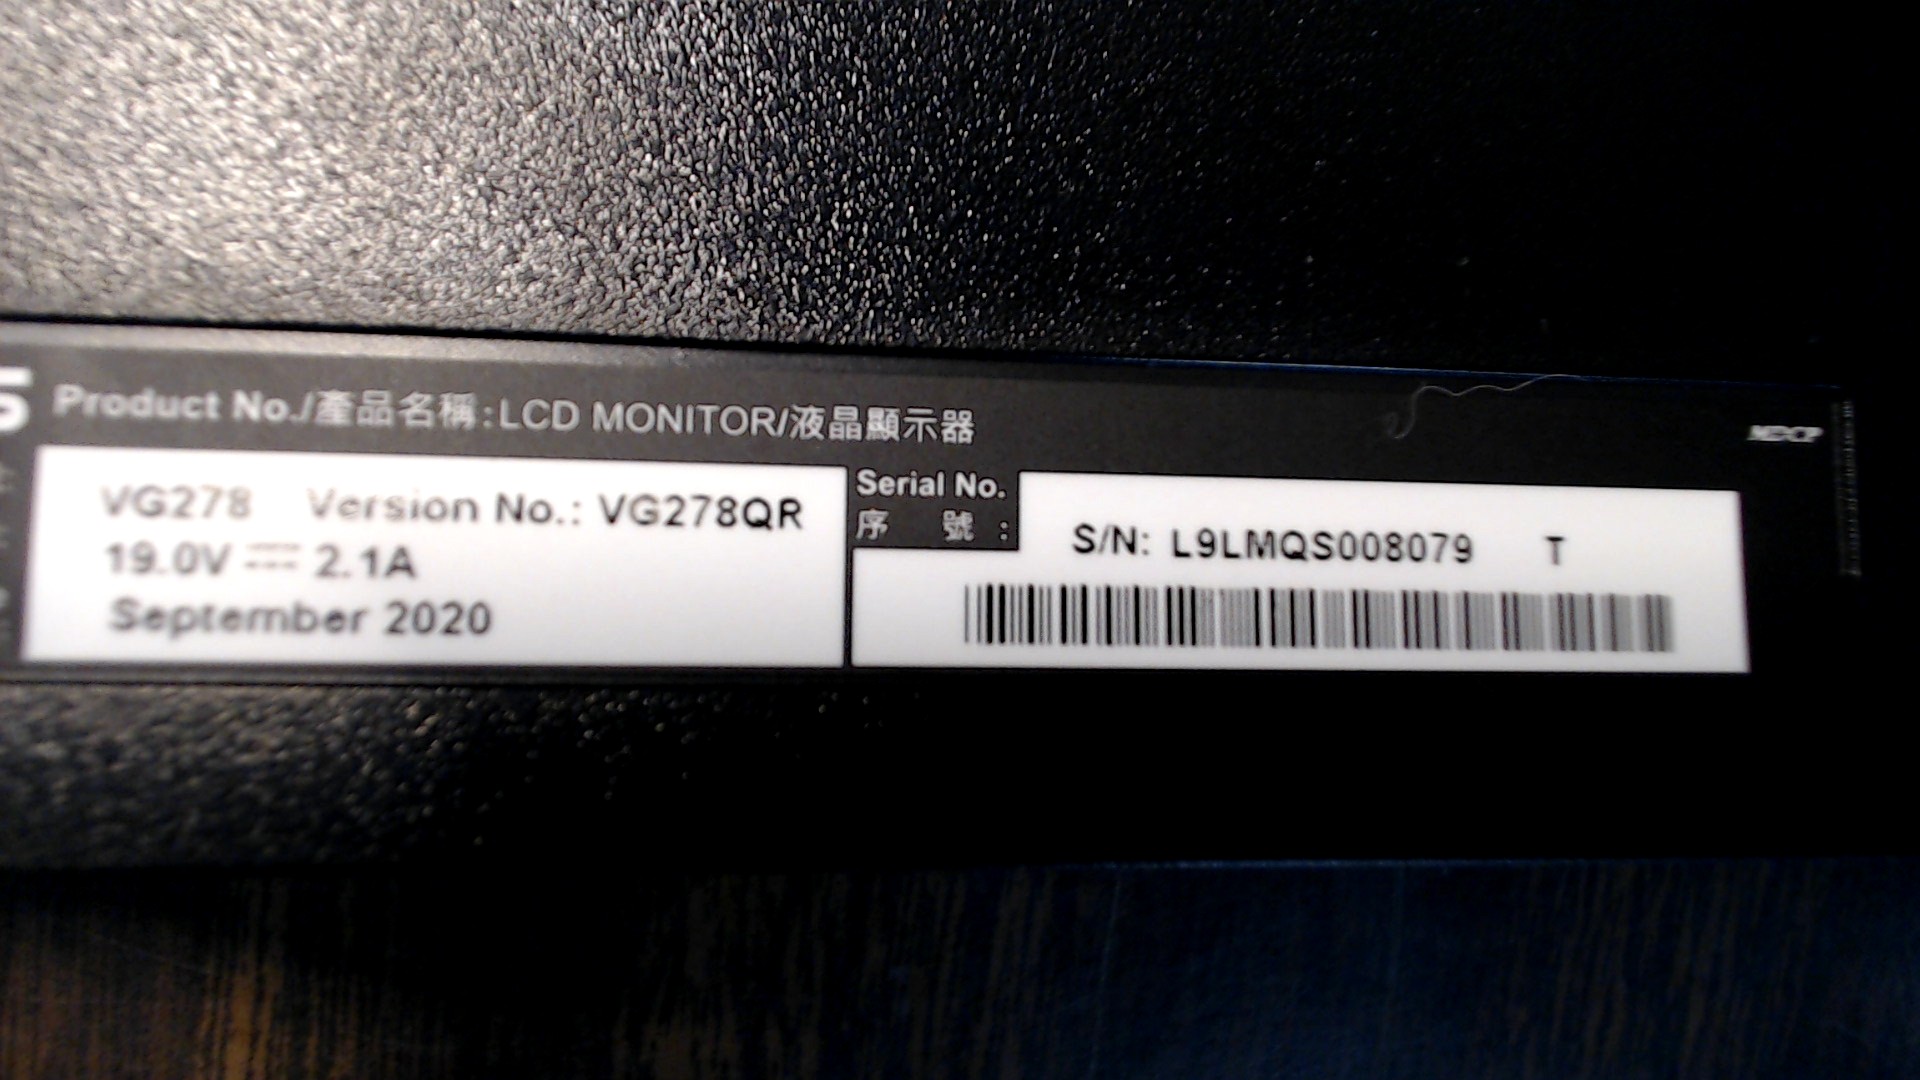 Product No./產品名稱:LCD MONITOR/液晶顯示器
VG278 Version No.: VG278QR
19.0V ⎓ 2.1A
September 2020
Serial No.
序 號 :
S/N: L9LMQS008079 T